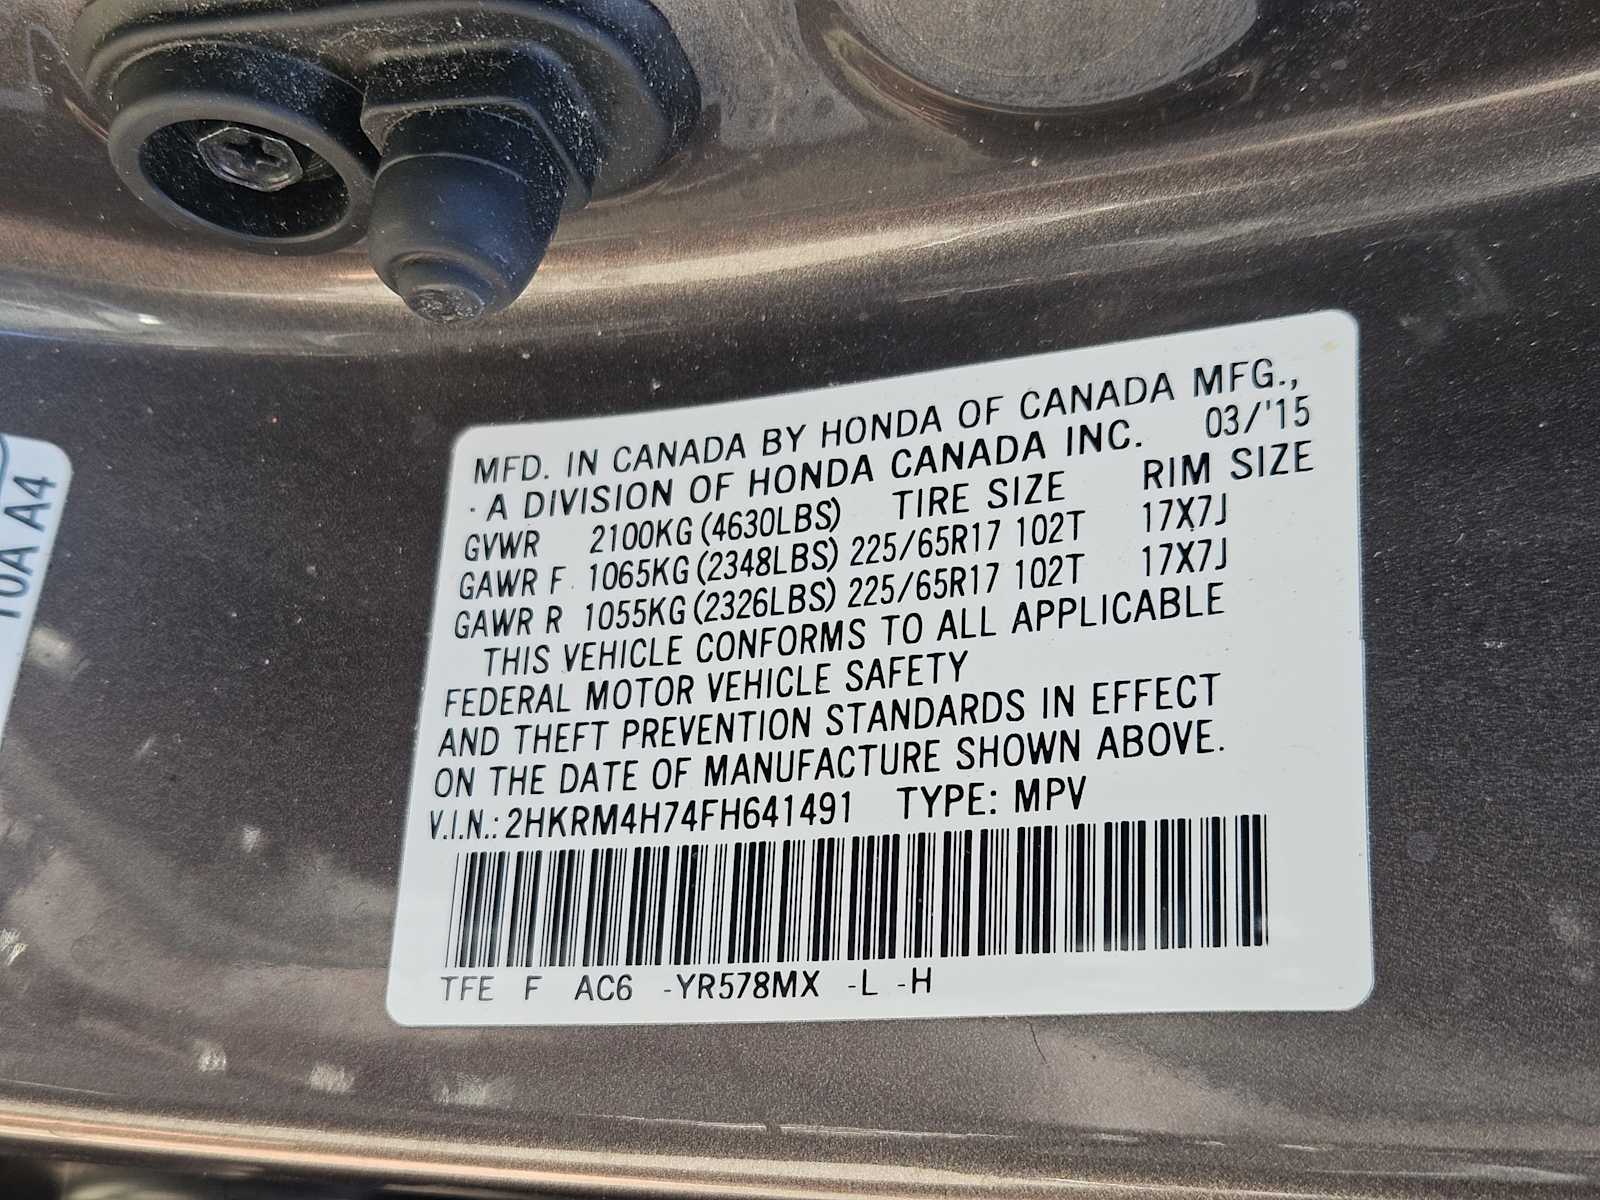 MFD. IN CANADA BY HONDA OF CANADA MFG.,
· A DIVISION OF HONDA CANADA INC. 03/'15
GVWR 2100KG (4630LBS) TIRE SIZE RIM SIZE
GAWR F 1065KG (2348LBS) 225/65R17 102T 17X7J
GAWR R 1055KG (2326LBS) 225/65R17 102T 17X7J
THIS VEHICLE CONFORMS TO ALL APPLICABLE
FEDERAL MOTOR VEHICLE SAFETY
AND THEFT PREVENTION STANDARDS IN EFFECT
ON THE DATE OF MANUFACTURE SHOWN ABOVE.
V.I.N.: 2HKRM4H74FH641491 TYPE: MPV
TFE F AC6 -YR578MX -L -H
10A A4